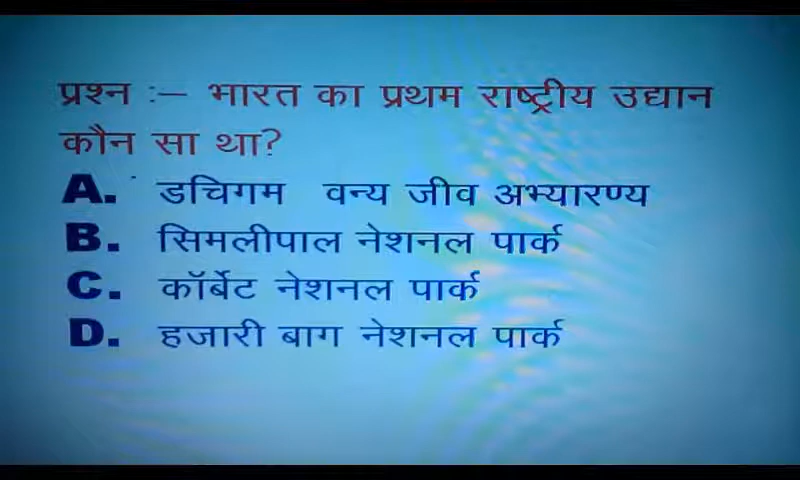 प्रश्न :– भारत का प्रथम राष्ट्रीय उद्यान
कौन सा था?
A. डचिगम वन्य जीव अभ्यारण्य
B. सिमलीपाल नेशनल पार्क
C. कॉर्बेट नेशनल पार्क
D. हजारी बाग नेशनल पार्क